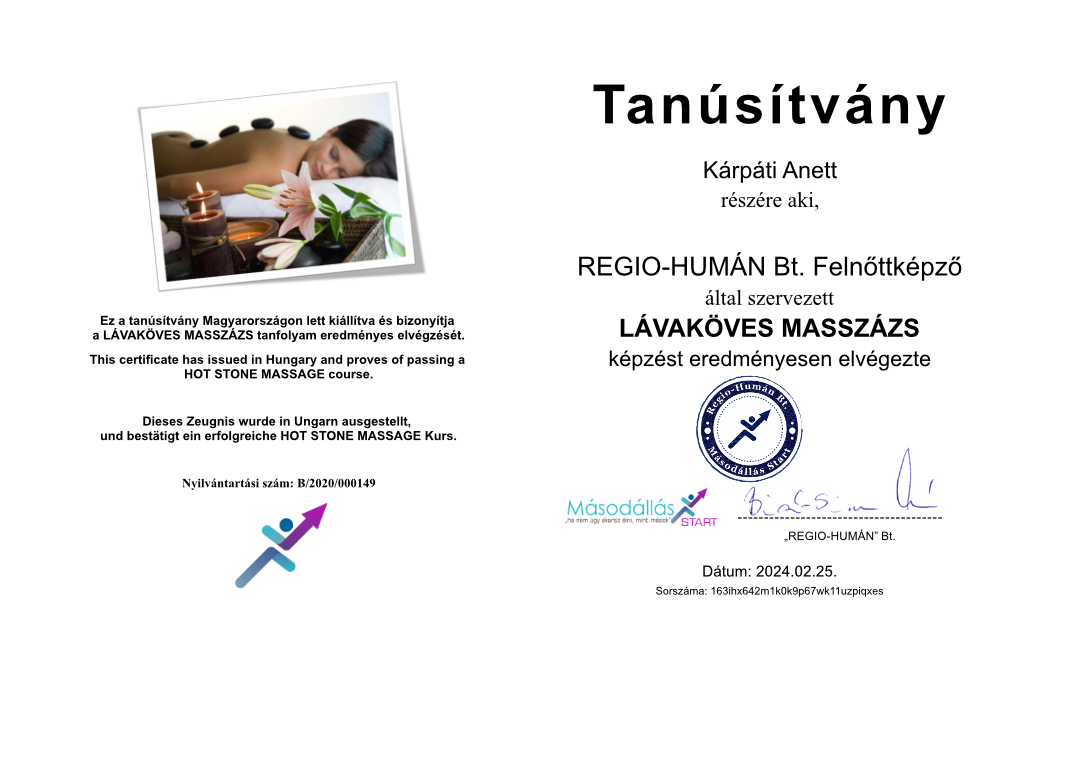 Ez a tanúsítvány Magyarországon lett kiállítva és bizonyítja
a LÁVAKÖVES MASSZÁZS tanfolyam eredményes elvégzését.
This certificate has issued in Hungary and proves of passing a
HOT STONE MASSAGE course.
Dieses Zeugnis wurde in Ungarn ausgestellt,
und bestätigt ein erfolgreiche HOT STONE MASSAGE Kurs.
Nyilvántartási szám: B/2020/000149
Tanúsítvány
Kárpáti Anett
részére aki,
REGIO-HUMÁN Bt. Felnőttképző
által szervezett
LÁVAKÖVES MASSZÁZS
képzést eredményesen elvégezte
Regio-Humán Bt.
Másodállás Start
Másodállás
„ha nem úgy akarsz élni, mint mások"
START
„REGIO-HUMÁN” Bt.
Dátum: 2024.02.25.
Sorszáma: 163ihx642m1k0k9p67wk11uzpiqxes